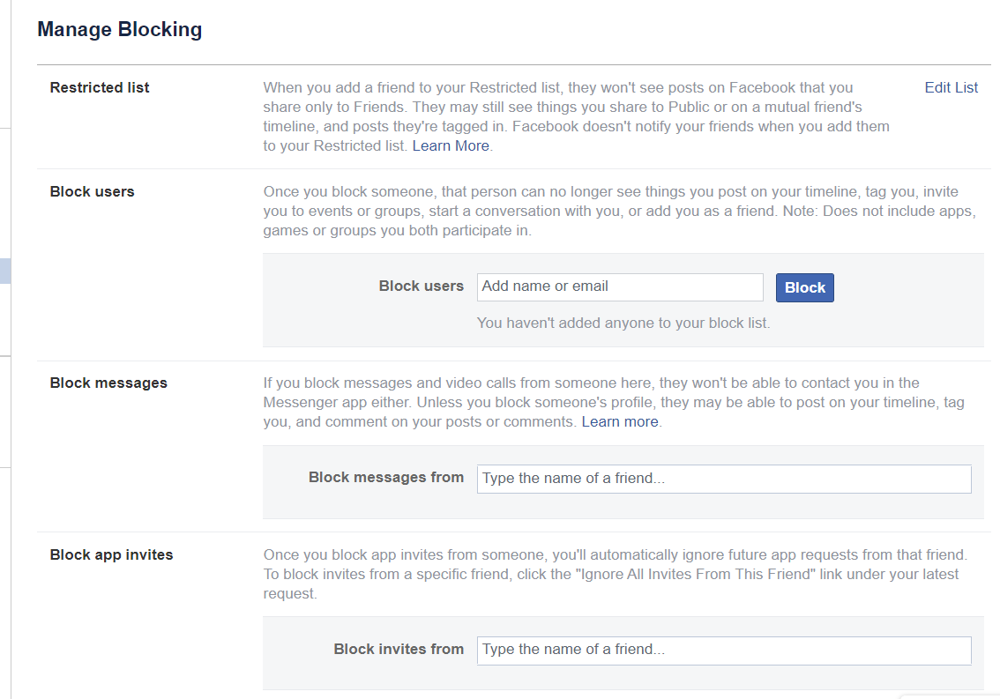 Manage Blocking
Restricted list
When you add a friend to your Restricted list, they won't see posts on Facebook that you
Edit List
share only to Friends. They may still see things you share to Public or on a mutual friend's
timeline, and posts they're tagged in. Facebook doesn't notify your friends when you add them
to your Restricted list. Learn More.
Block users
Once you block someone, that person can no longer see things you post on your timeline, tag you, invite
you to events or groups, start a conversation with you, or add you as a friend. Note: Does not include apps,
games or groups you both participate in.
Block users
Add name or email
Block
You haven't added anyone to your block list.
Block messages
If you block messages and video calls from someone here, they won't be able to contact you in the
Messenger app either. Unless you block someone's profile, they may be able to post on your timeline, tag
you, and comment on your posts or comments. Learn more.
Block messages from
Type the name of a friend...
Block app invites
Once you block app invites from someone, you'll automatically ignore future app requests from that friend.
To block invites from a specific friend, click the "Ignore All Invites From This Friend" link under your latest
request.
Block invites from
Type the name of a friend...